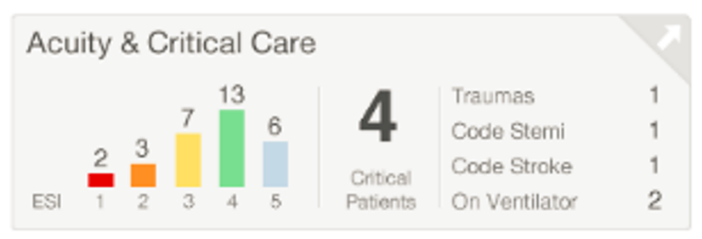 Acuity & Critical Care
2 3 7 13 6
ESI 1 2 3 4 5
4
Critical
Patients
Traumas 1
Code Stemi 1
Code Stroke 1
On Ventilator 2